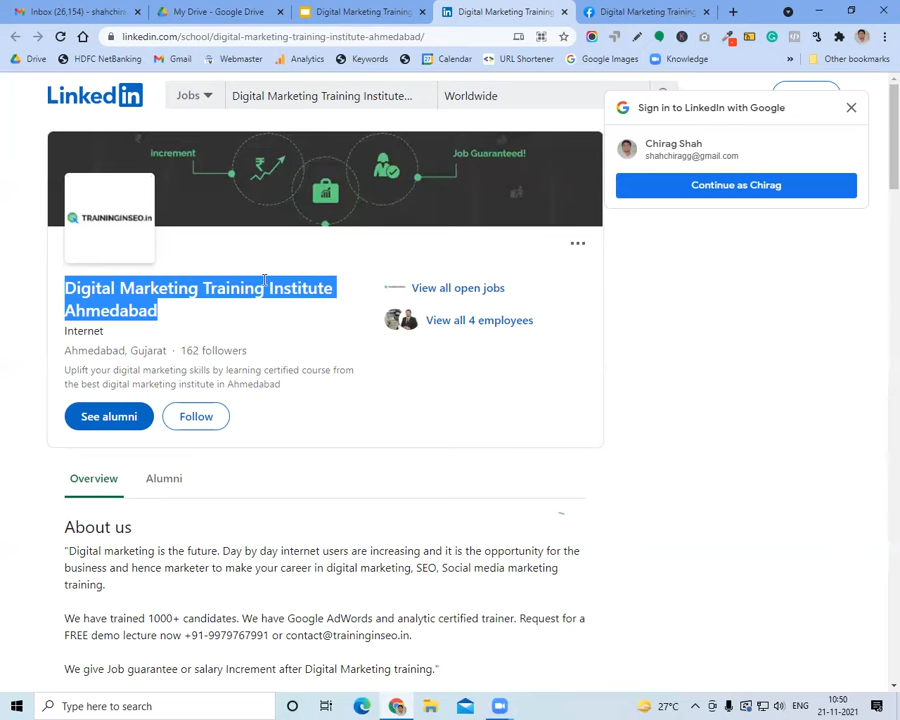 Inbox (26,154) - shahchira
My Drive - Google Drive
Digital Marketing Training
Digital Marketing Training
Digital Marketing Training
linkedin.com/school/digital-marketing-training-institute-ahmedabad/
Drive
HDFC NetBanking
Gmail
Webmaster
Analytics
Keywords
Calendar
URL Shortener
Google Images
Knowledge
»
Other bookmarks
Linkedin
Jobs
Digital Marketing Training Institute...
Worldwide
Sign in to LinkedIn with Google
Chirag Shah
shahchiragg@gmail.com
Continue as Chirag
increment
Job Guaranteed!
TRAININGINSEO.in
Digital Marketing Training Institute
Ahmedabad
View all open jobs
Internet
View all 4 employees
Ahmedabad, Gujarat · 162 followers
Uplift your digital marketing skills by learning certified course from
the best digital marketing institute in Ahmedabad
See alumni
Follow
Overview
Alumni
About us
"Digital marketing is the future. Day by day internet users are increasing and it is the opportunity for the
business and hence marketer to make your career in digital marketing, SEO, Social media marketing
training.
We have trained 1000+ candidates. We have Google AdWords and analytic certified trainer. Request for a
FREE demo lecture now +91-9979767991 or contact@traininginseo.in.
We give Job guarantee or salary Increment after Digital Marketing training."
Type here to search
27°C
ENG
10:50
21-11-2021